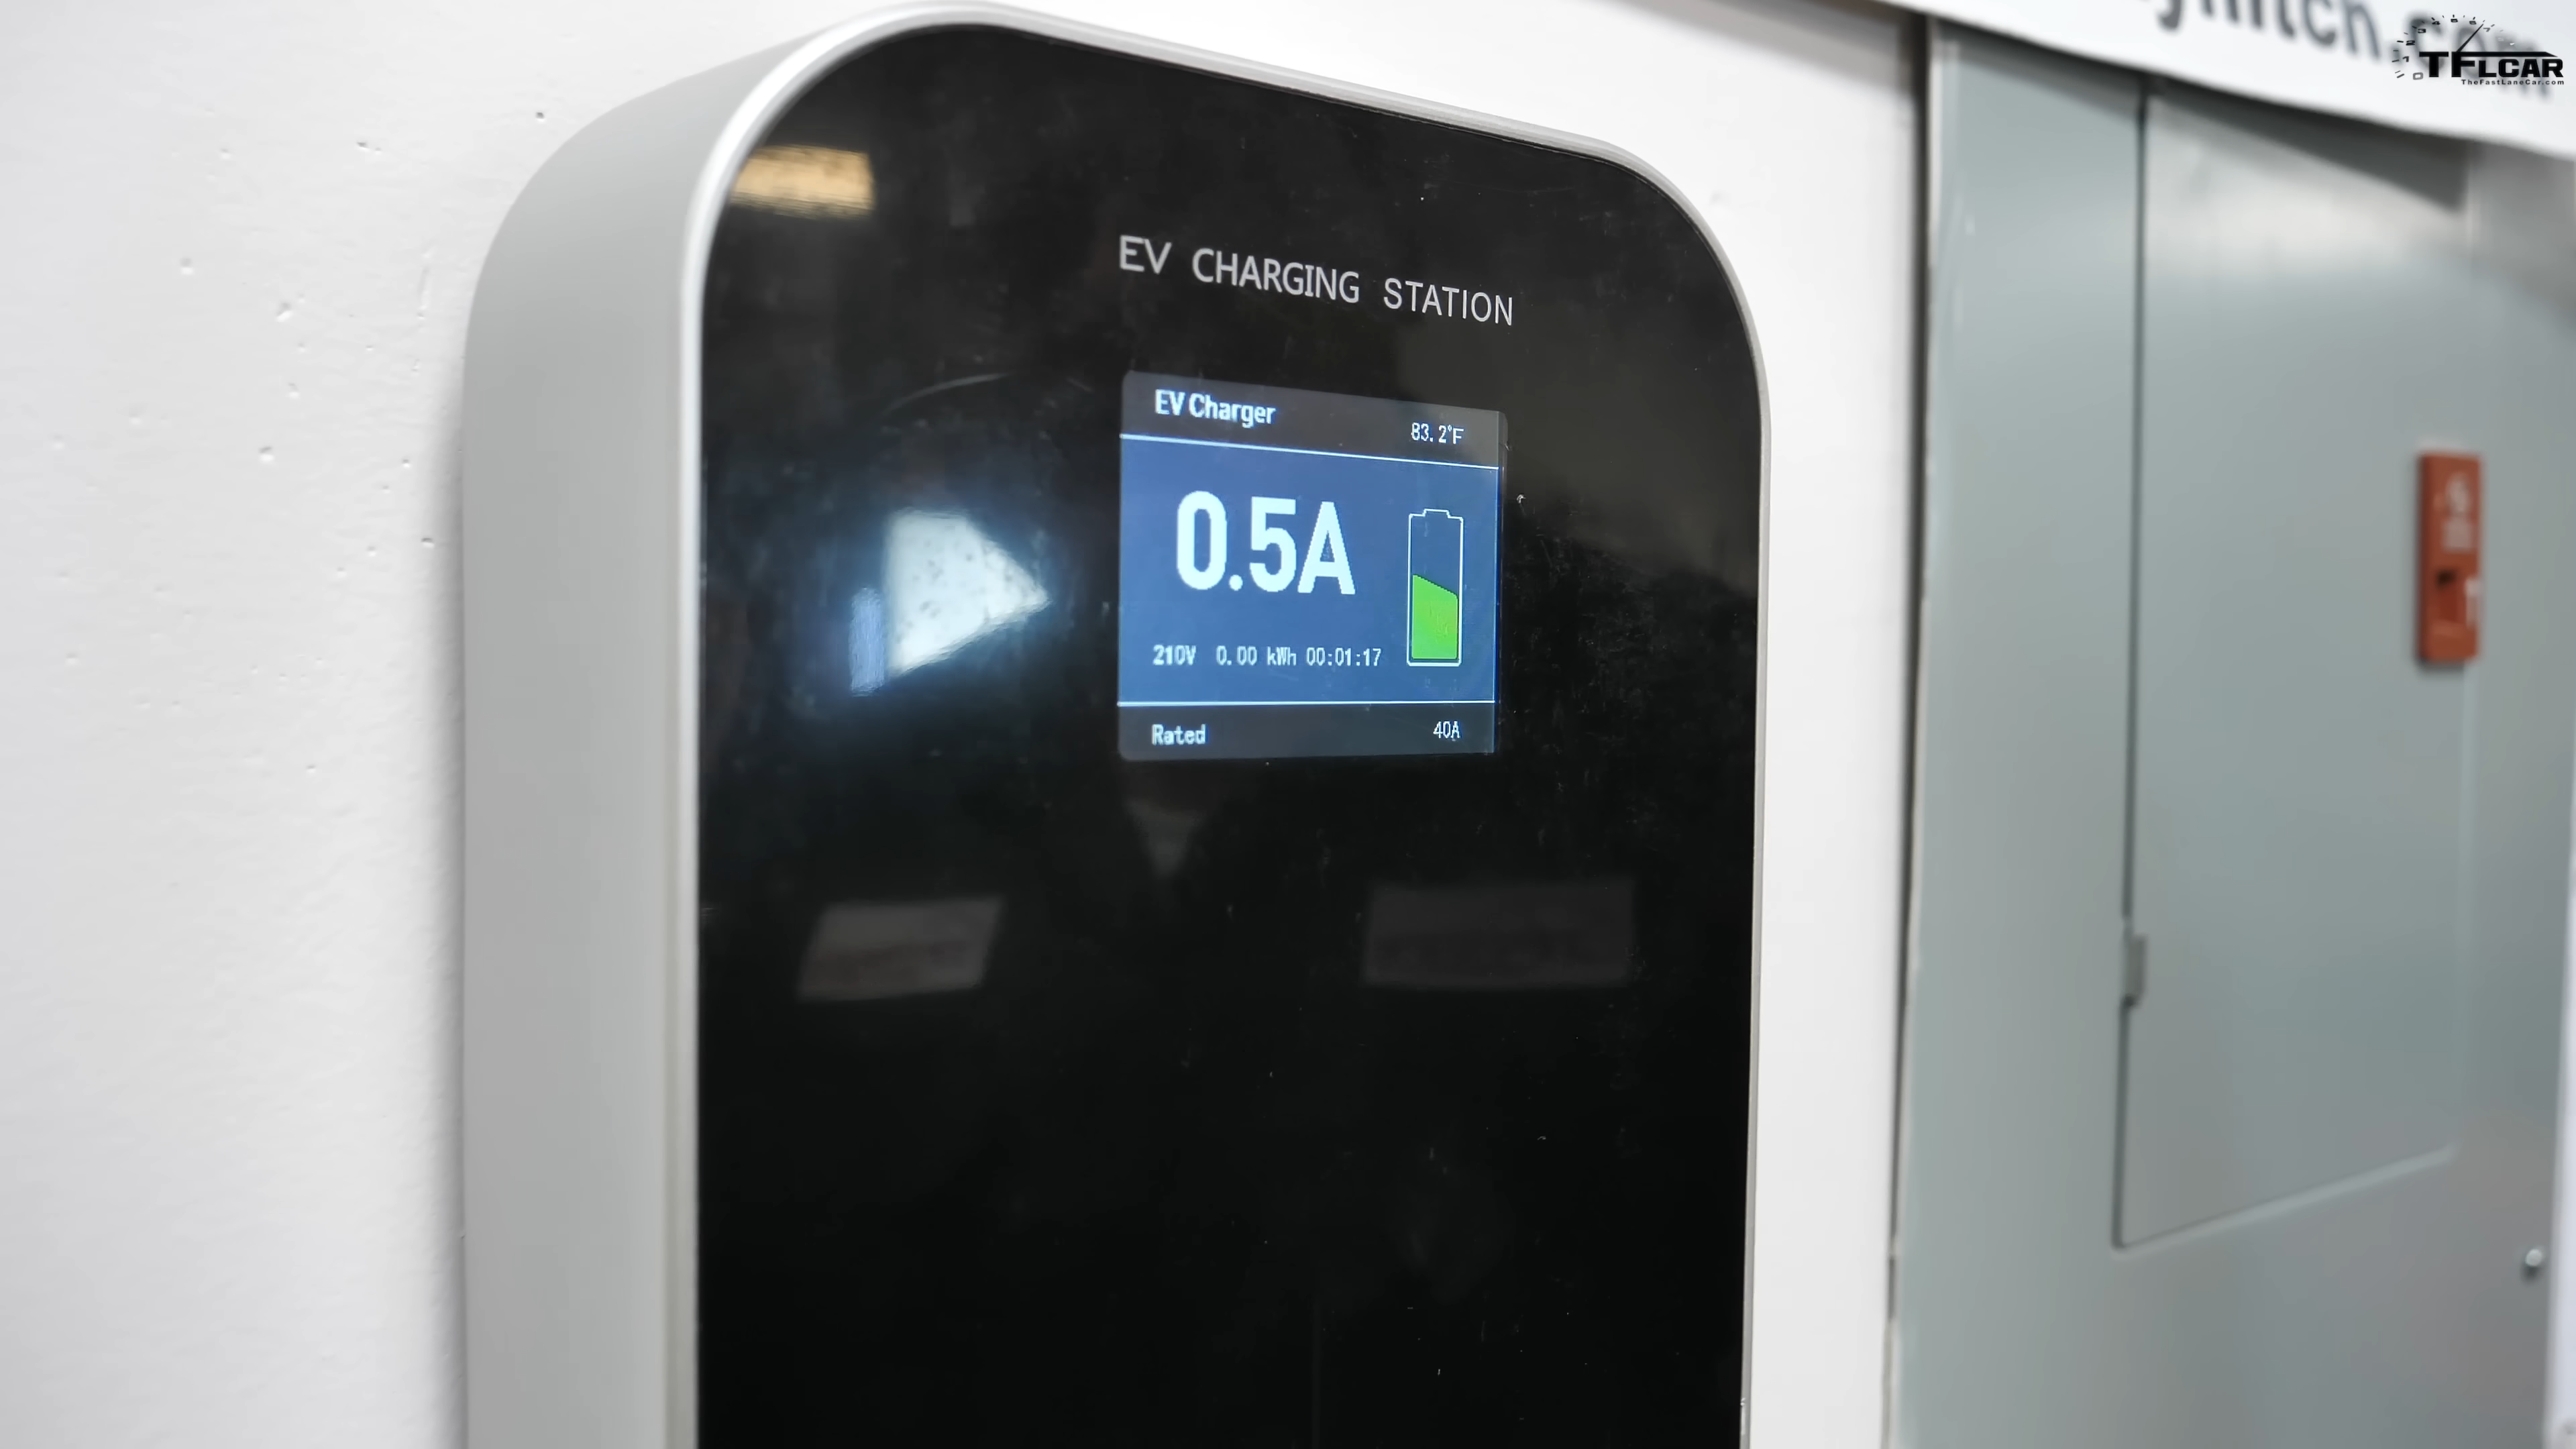 TFLCAR
TheFastLaneCar.com
EV CHARGING STATION
EV Charger
83.2°F
0.5A
210V 0.00 kWh 00:01:17
Rated
40A